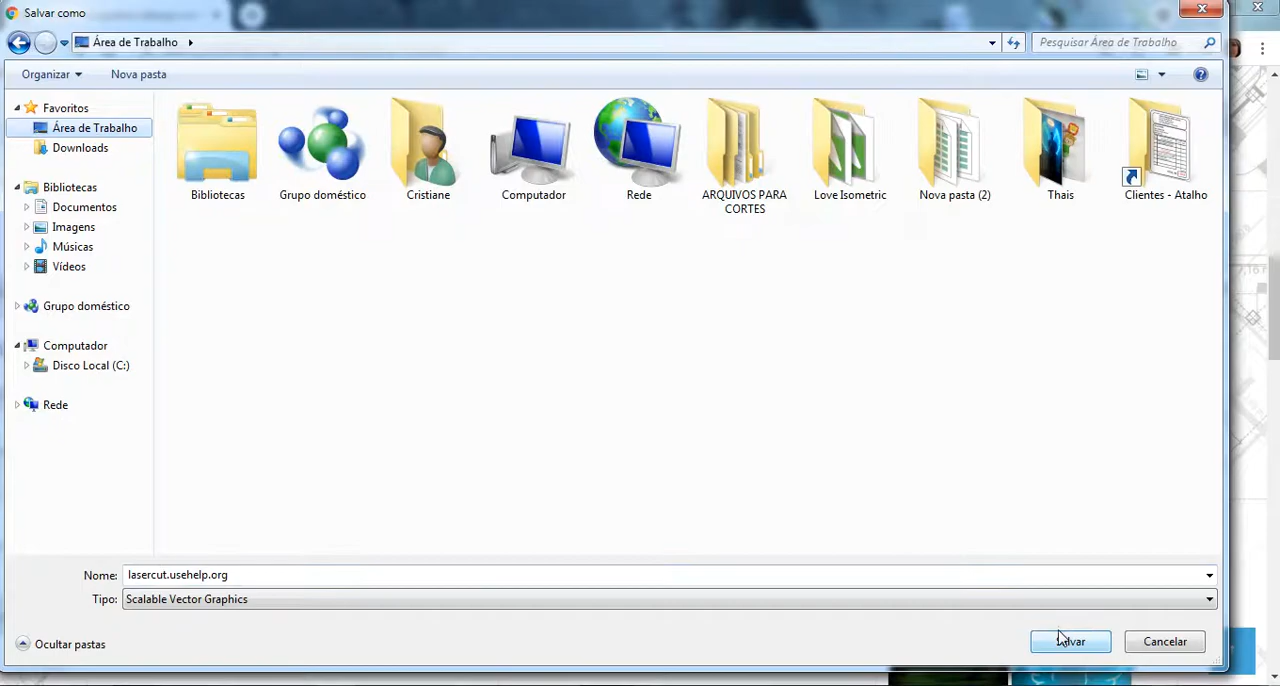 Salvar como
Área de Trabalho
Pesquisar Área de Trabalho
Organizar
Nova pasta
Favoritos
Área de Trabalho
Downloads
Bibliotecas
Documentos
Imagens
Músicas
Vídeos
Grupo doméstico
Computador
Disco Local (C:)
Rede
Bibliotecas
Grupo doméstico
Cristiane
Computador
Rede
ARQUIVOS PARA
CORTES
Love Isometric
Nova pasta (2)
Thais
Clientes - Atalho
Nome: lasercut.usehelp.org
Tipo: Scalable Vector Graphics
Ocultar pastas
Salvar
Cancelar